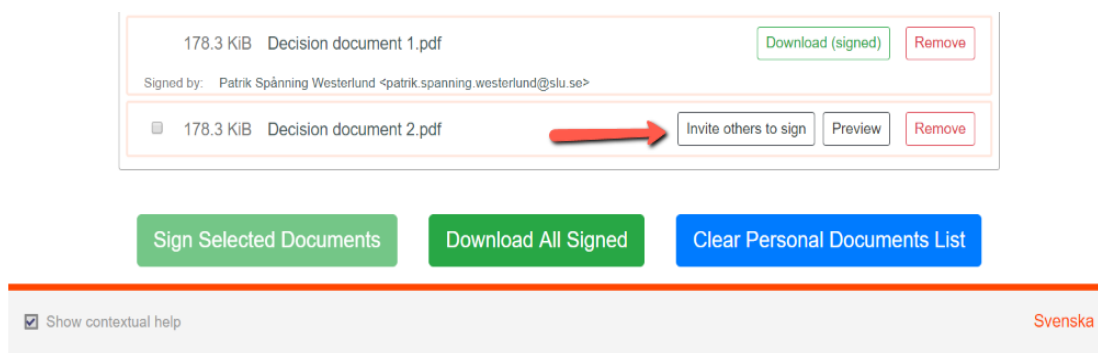 178.3 KiB Decision document 1.pdf Download (signed) Remove
Signed by: Patrik Spånning Westerlund <patrik.spanning.westerlund@slu.se>
178.3 KiB Decision document 2.pdf Invite others to sign Preview Remove
Sign Selected Documents Download All Signed Clear Personal Documents List
Show contextual help Svenska